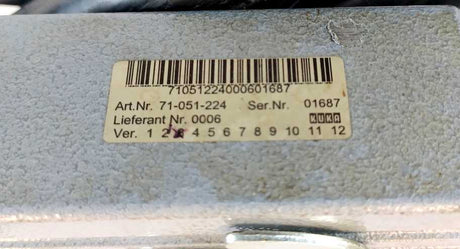 71051224000601687
Art.Nr. 71-051-224 Ser.Nr. 01687
Lieferant Nr. 0006 KUKA
Ver. 1 2 3 4 5 6 7 8 9 10 11 12